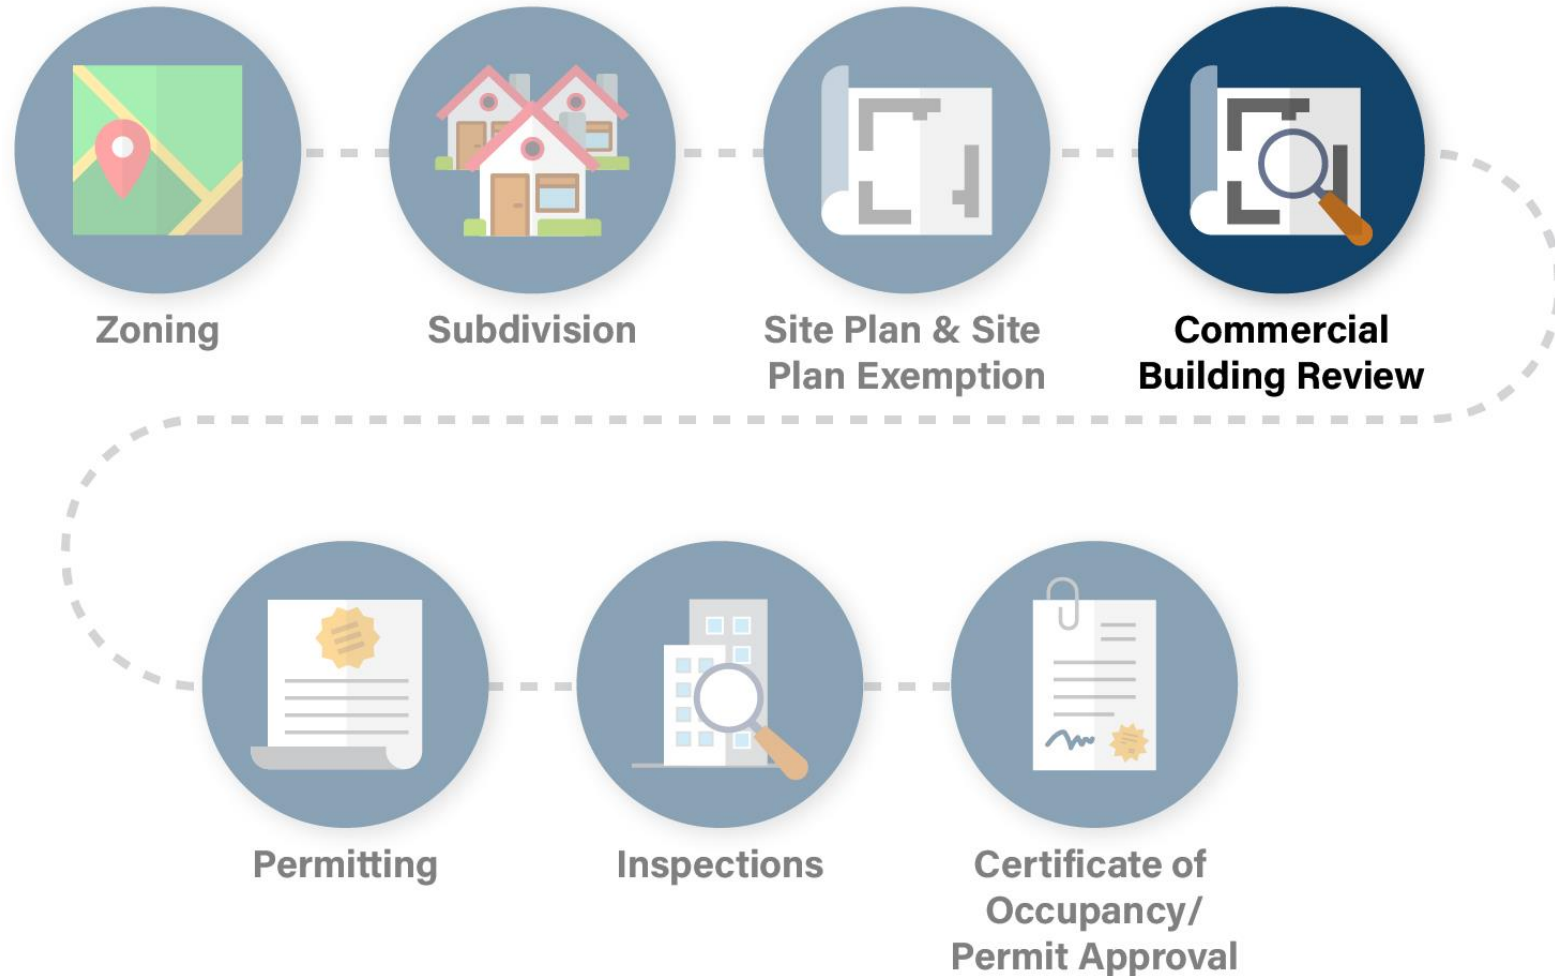 Zoning
Subdivision
Site Plan & Site
Plan Exemption
Commercial
Building Review
Permitting
Inspections
Certificate of
Occupancy/
Permit Approval